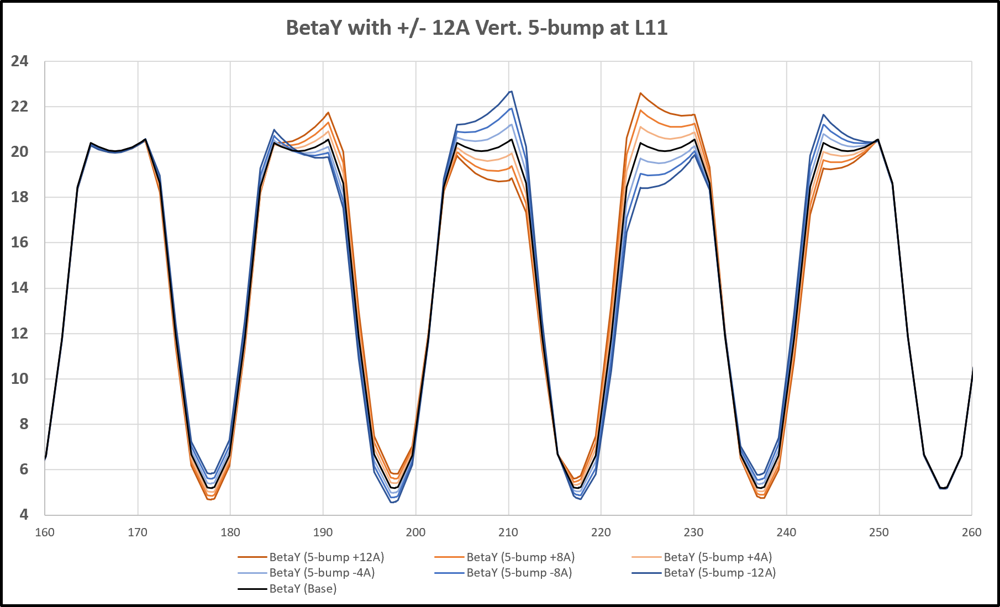 BetaY with +/- 12A Vert. 5-bump at L11
24
22
20
18
16
14
12
10
8
6
4
160 170 180 190 200 210 220 230 240 250 260
BetaY (5-bump +12A) BetaY (5-bump +8A) BetaY (5-bump +4A)
BetaY (5-bump -4A) BetaY (5-bump -8A) BetaY (5-bump -12A)
BetaY (Base)